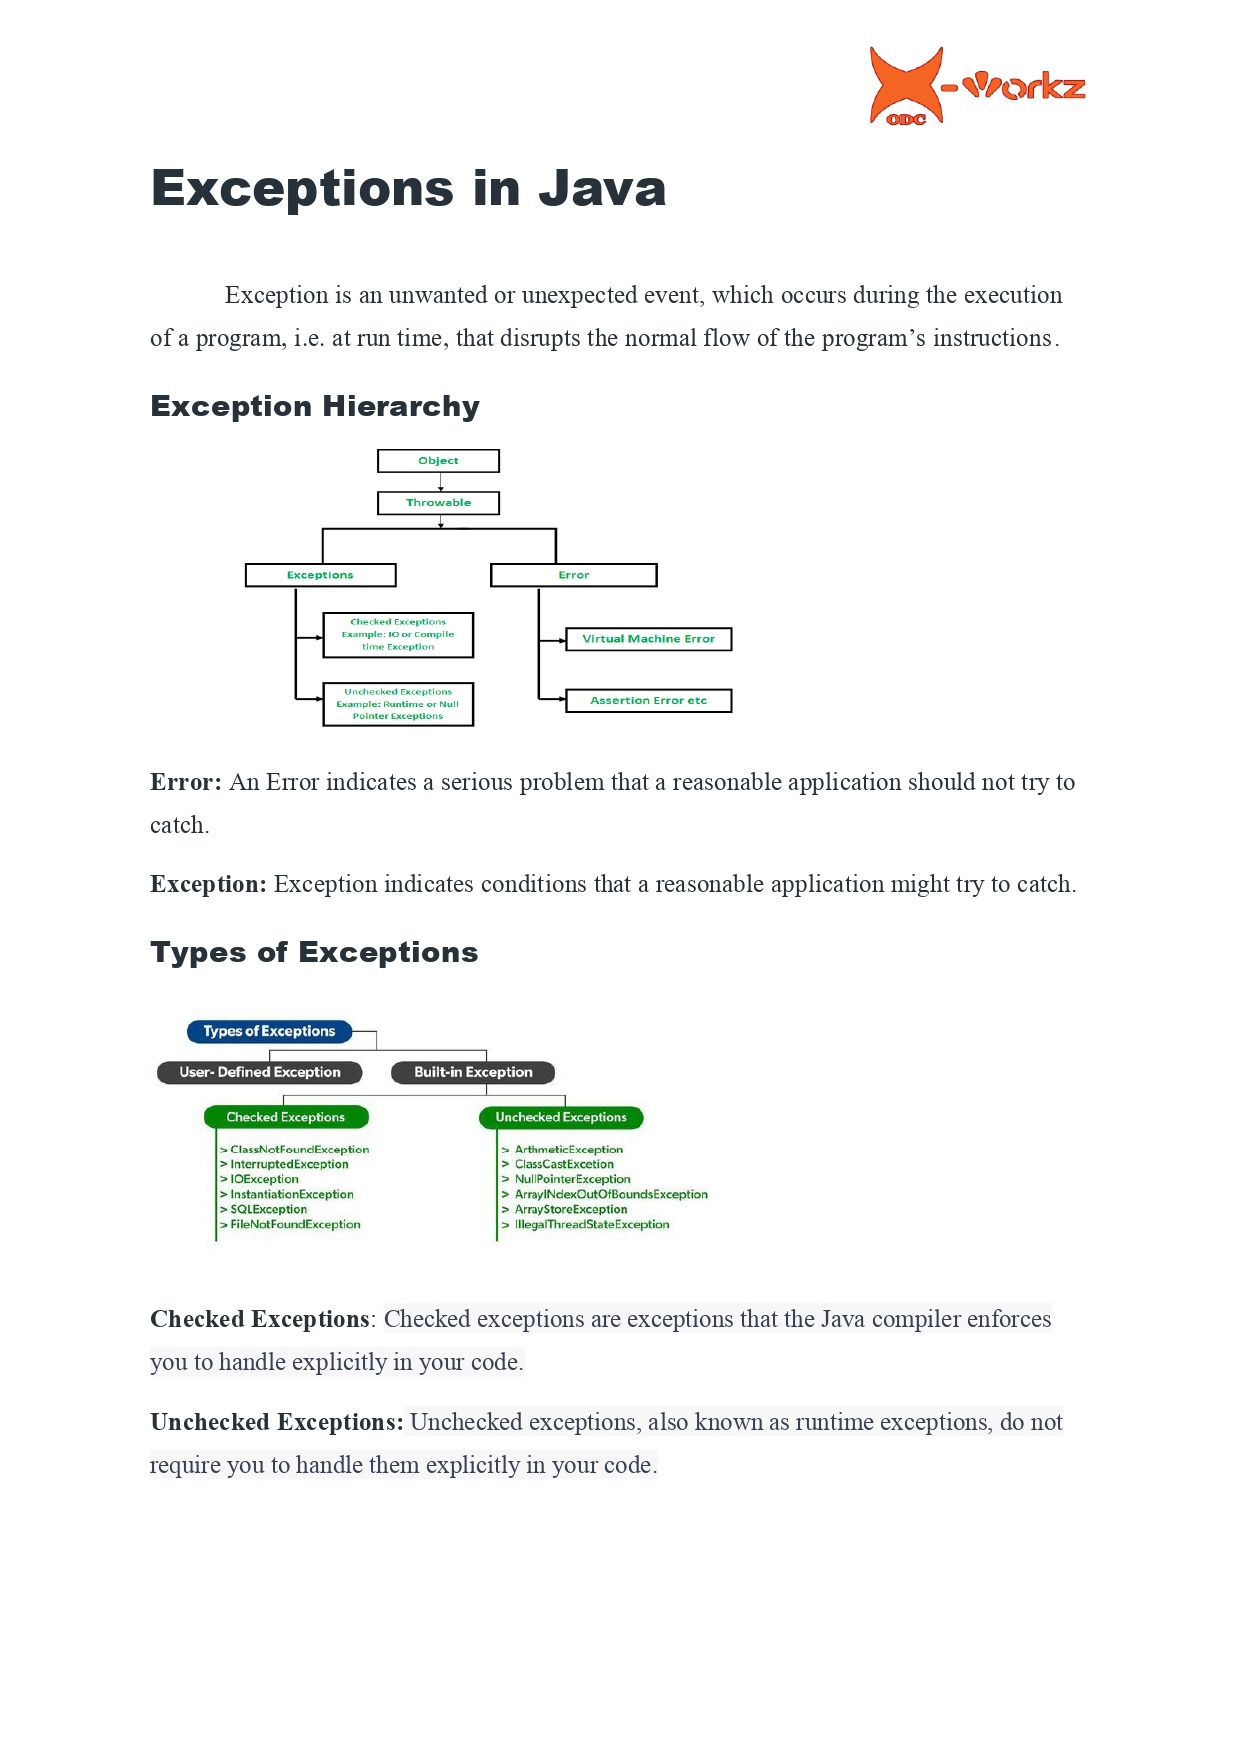 X-Workz
ODC
Exceptions in Java
Exception is an unwanted or unexpected event, which occurs during the execution
of a program, i.e. at run time, that disrupts the normal flow of the program’s instructions.
Exception Hierarchy
Object
Throwable
Exceptions
Error
Checked Exceptions
Example: IO or Compile
time Exception
Virtual Machine Error
Unchecked Exceptions
Example: Runtime or Null
Pointer Exceptions
Assertion Error etc
Error: An Error indicates a serious problem that a reasonable application should not try to
catch.
Exception: Exception indicates conditions that a reasonable application might try to catch.
Types of Exceptions
Types of Exceptions
User- Defined Exception
Built-in Exception
Checked Exceptions
> ClassNotFoundException
> InterruptedException
> IOException
> InstantiationException
> SQLException
> FileNotFoundException
Unchecked Exceptions
> ArthmeticException
> ClassCastExcetion
> NullPointerException
> ArrayINdexOutOfBoundsException
> ArrayStoreException
> IllegalThreadStateException
Checked Exceptions: Checked exceptions are exceptions that the Java compiler enforces
you to handle explicitly in your code.
Unchecked Exceptions: Unchecked exceptions, also known as runtime exceptions, do not
require you to handle them explicitly in your code.